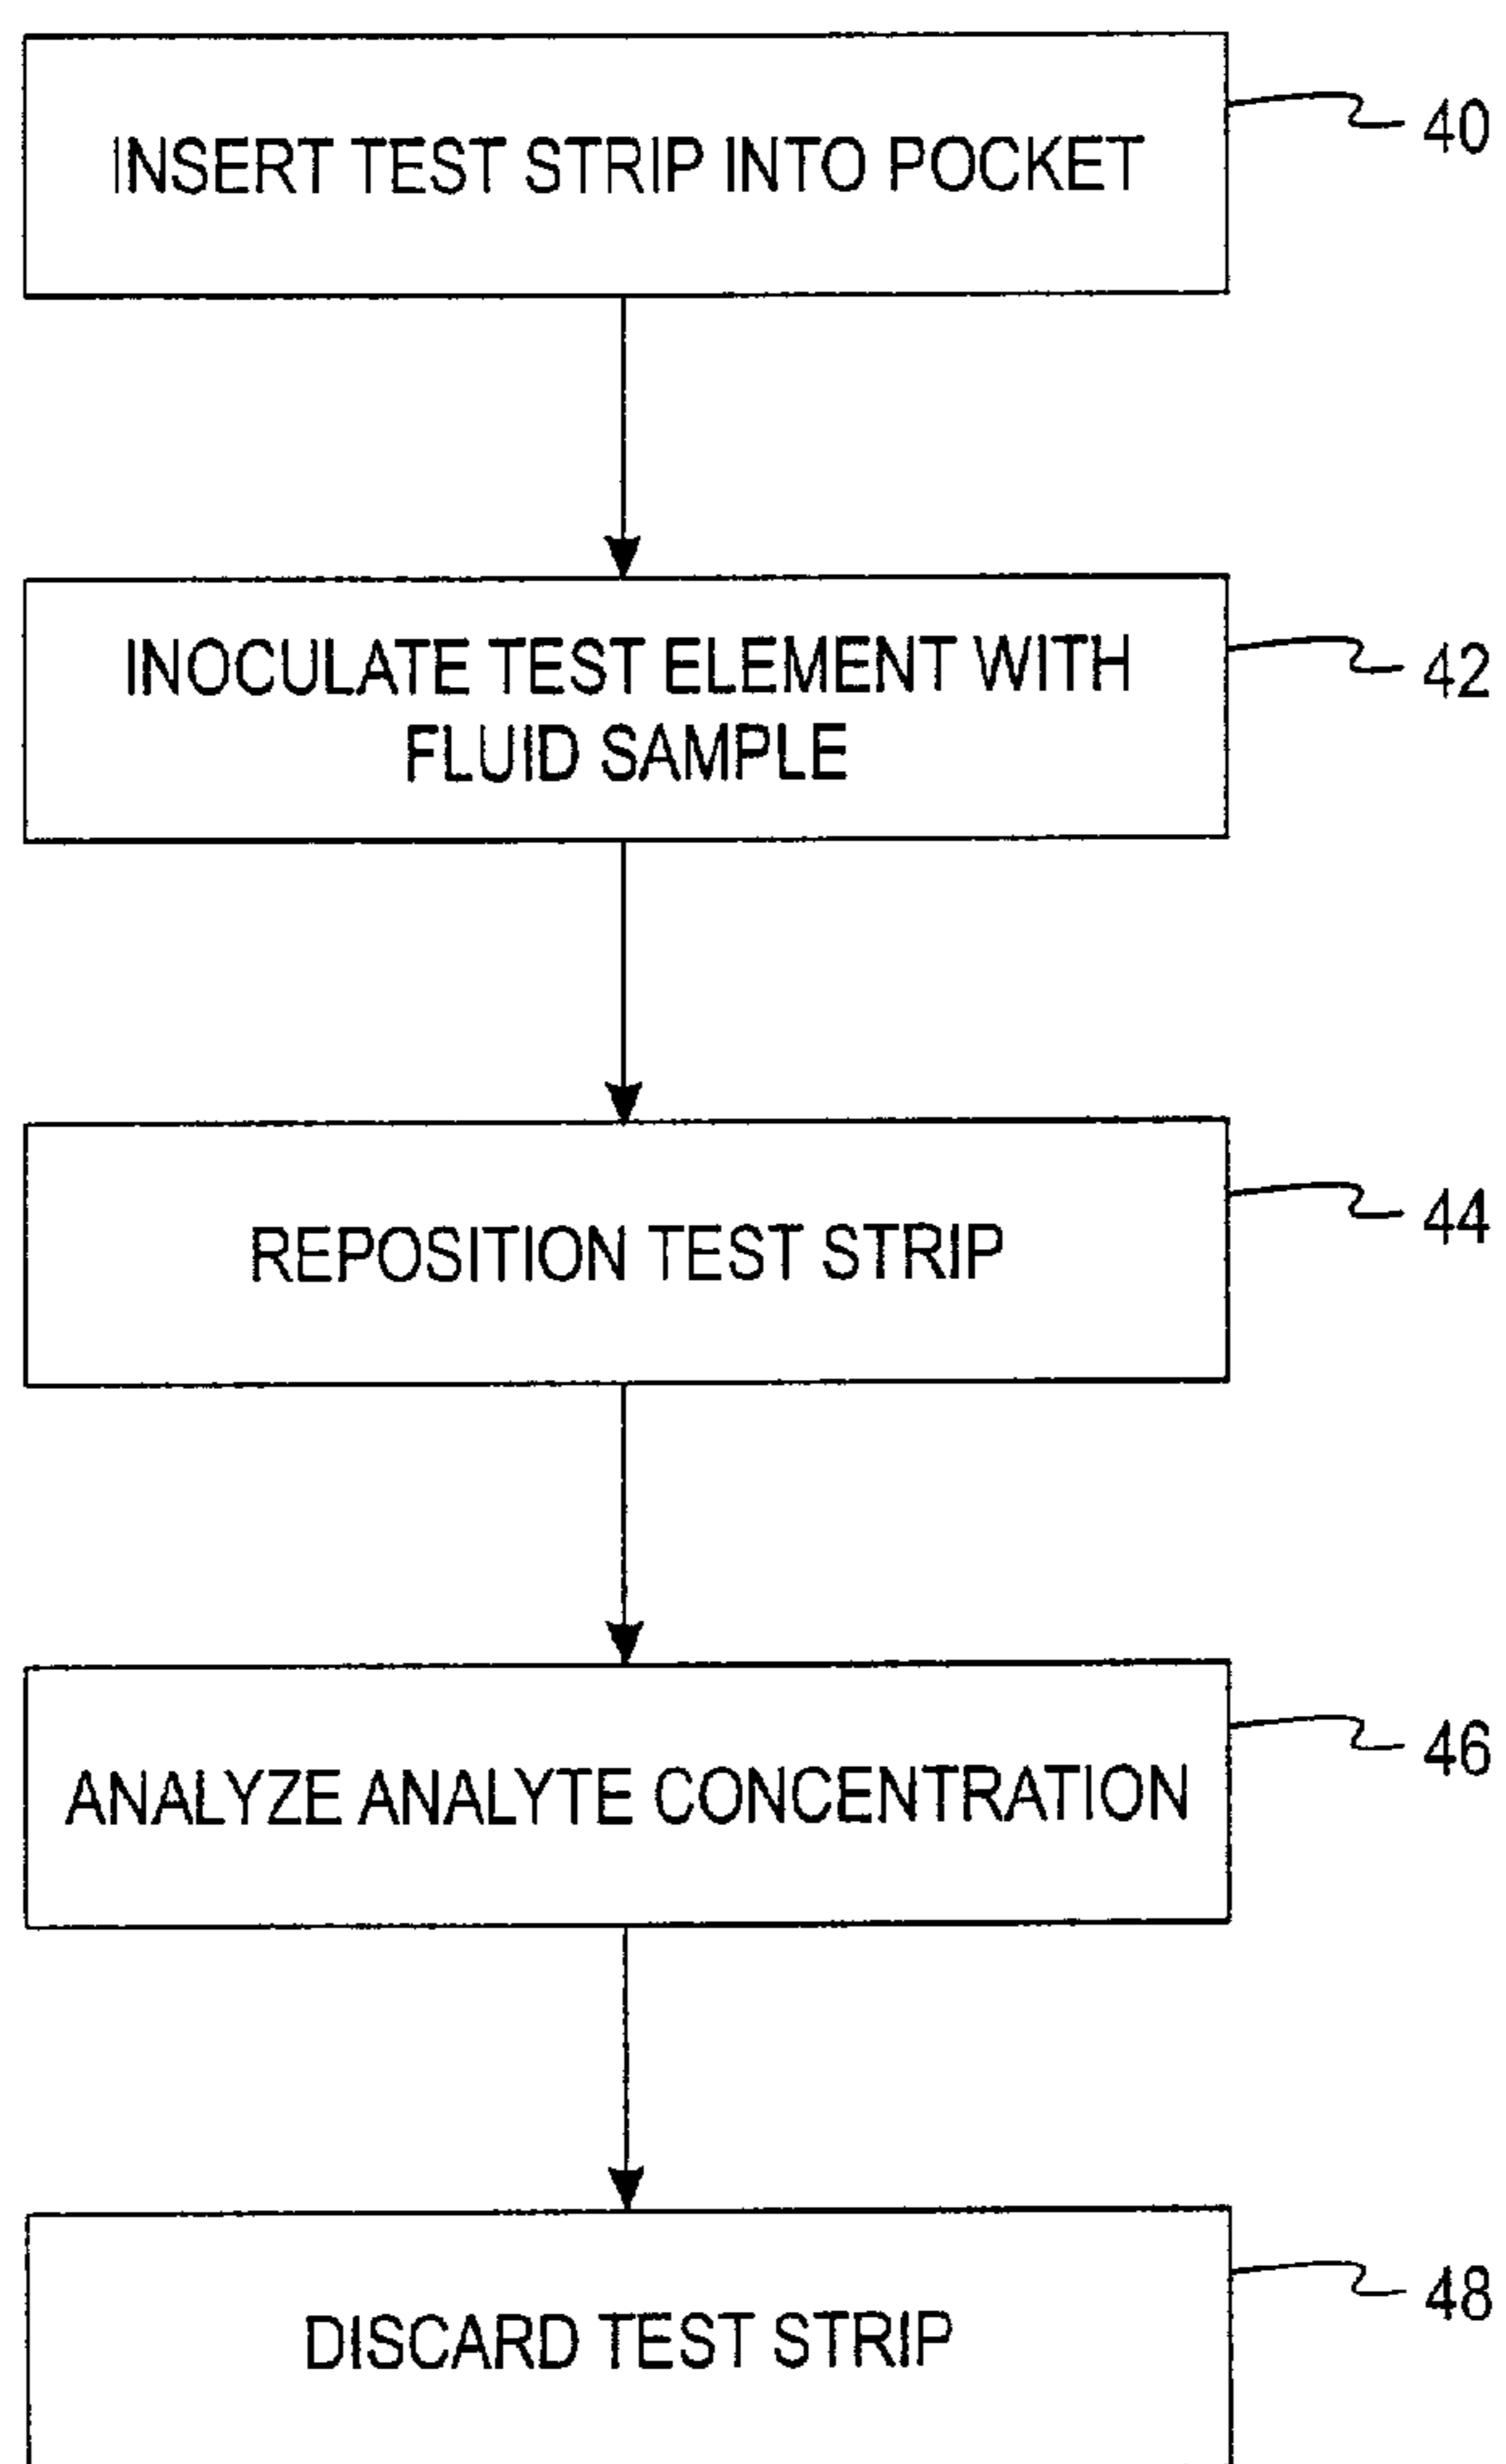 INSERT TEST STRIP INTO POCKET
40
INOCULATE TEST ELEMENT WITH
FLUID SAMPLE
42
REPOSITION TEST STRIP
44
ANALYZE ANALYTE CONCENTRATION
46
DISCARD TEST STRIP
48